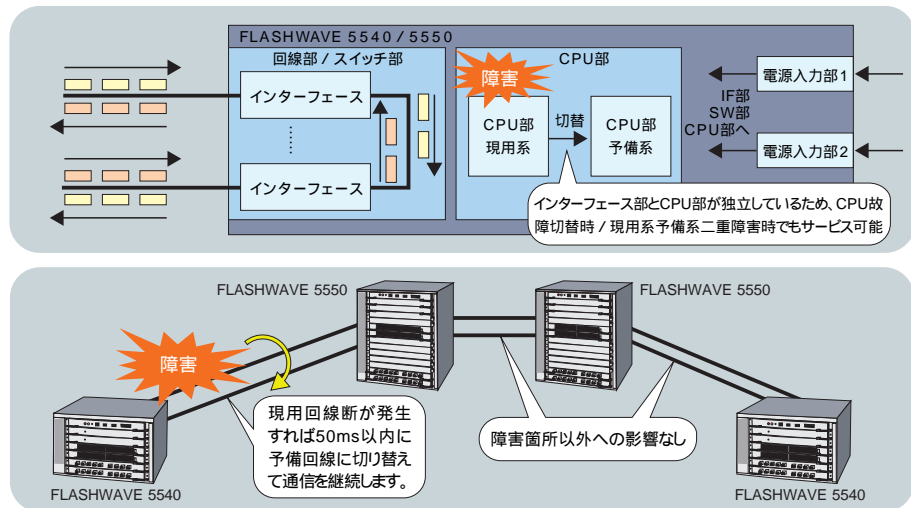 FLASHWAVE 5540 / 5550
回線部 / スイッチ部
インターフェース
インターフェース
CPU部
障害
CPU部
現用系
切替
CPU部
予備系
IF部
SW部
CPU部へ
電源入力部1
電源入力部2
インターフェース部とCPU部が独立しているため、CPU故
障切替時 / 現用系予備系二重障害時でもサービス可能
FLASHWAVE 5550
FLASHWAVE 5550
障害
現用回線断が発生
すれば50ms以内に
予備回線に切り替え
て通信を継続します。
障害箇所以外への影響なし
FLASHWAVE 5540
FLASHWAVE 5540